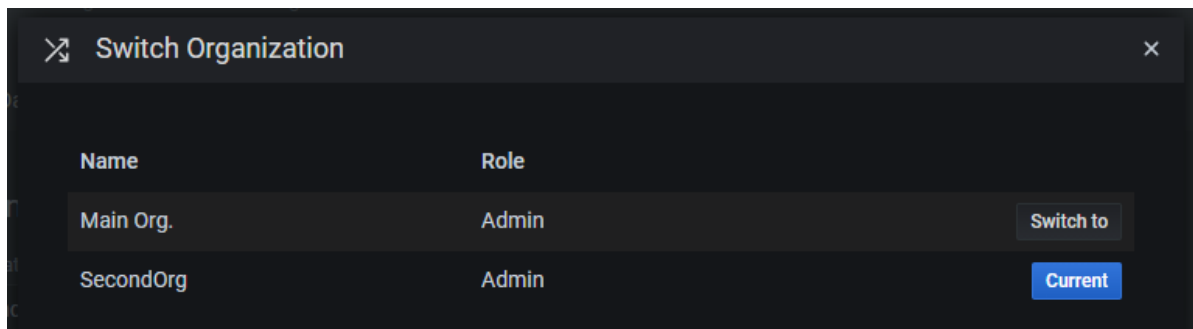 Switch Organization
Name Role
Main Org. Admin Switch to
SecondOrg Admin Current